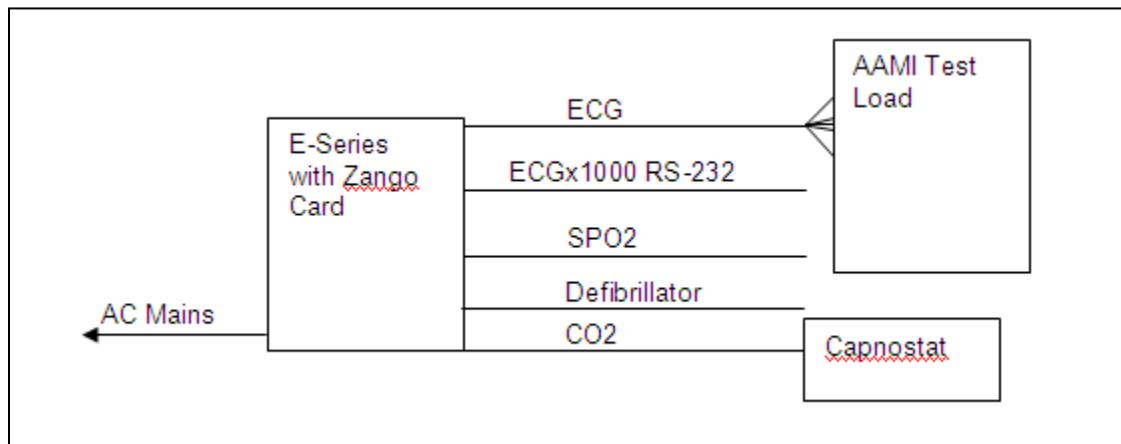 AAMI Test
Load
ECG
E-Series
with Zango
Card
ECGx1000 RS-232
SPO2
Defibrillator
AC Mains
CO2
Capnostat